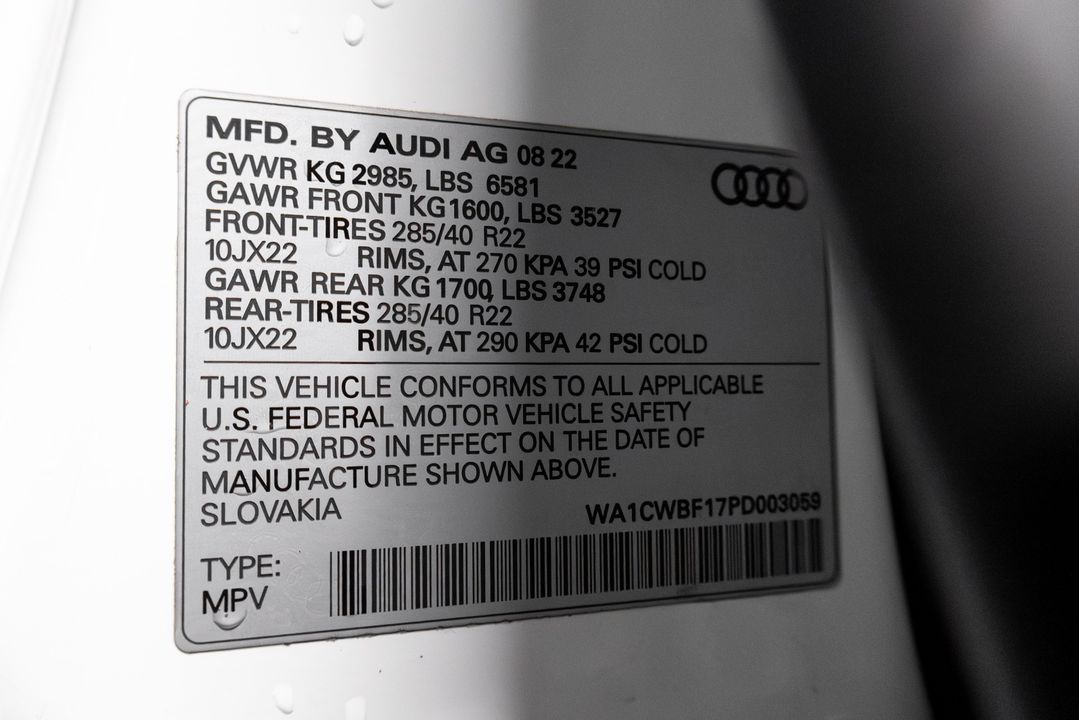 MFD. BY AUDI AG 08 22
GVWR KG 2985, LBS 6581
GAWR FRONT KG 1600, LBS 3527
FRONT-TIRES 285/40 R22
10JX22 RIMS, AT 270 KPA 39 PSI COLD
GAWR REAR KG 1700, LBS 3748
REAR-TIRES 285/40 R22
10JX22 RIMS, AT 290 KPA 42 PSI COLD
THIS VEHICLE CONFORMS TO ALL APPLICABLE
U.S. FEDERAL MOTOR VEHICLE SAFETY
STANDARDS IN EFFECT ON THE DATE OF
MANUFACTURE SHOWN ABOVE.
SLOVAKIA WA1CWBF17PD003059
TYPE:
MPV